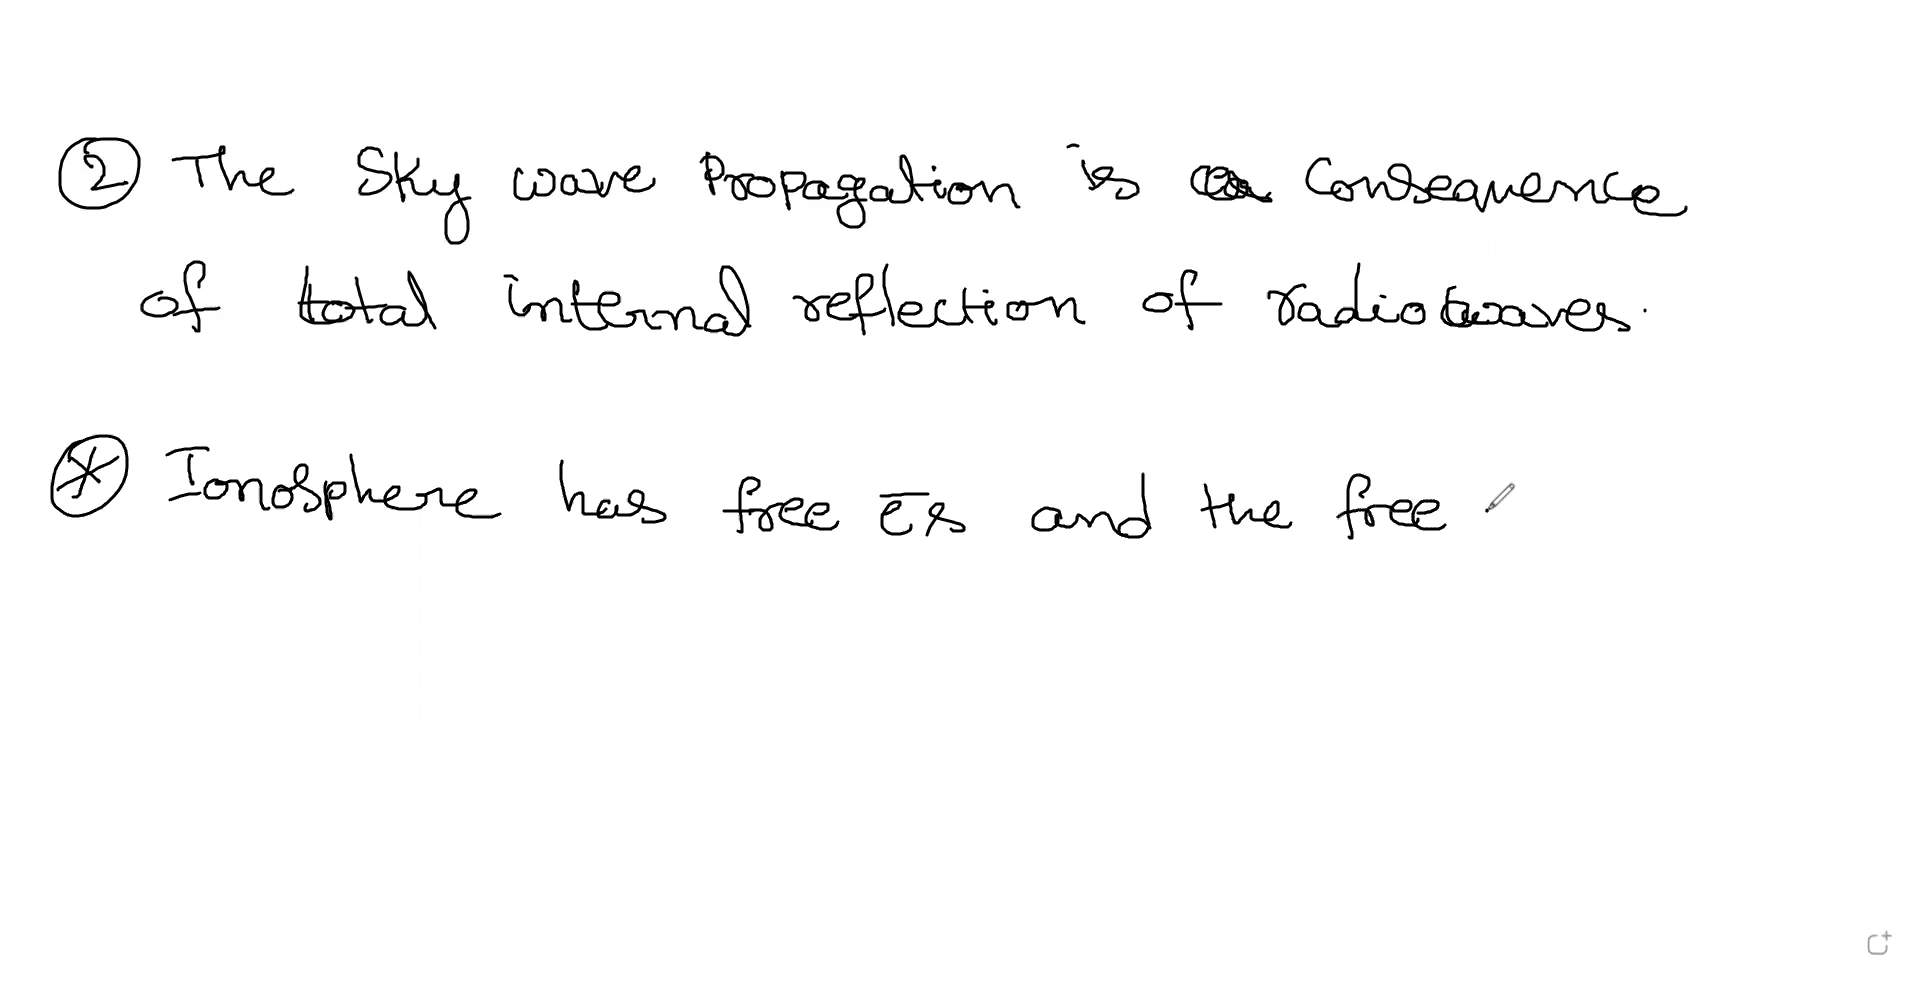 ② The Sky wave Propagation is a Consequence
of total internal reflection of radiowaves.
⊛ Ionosphere has free e̅s and the free